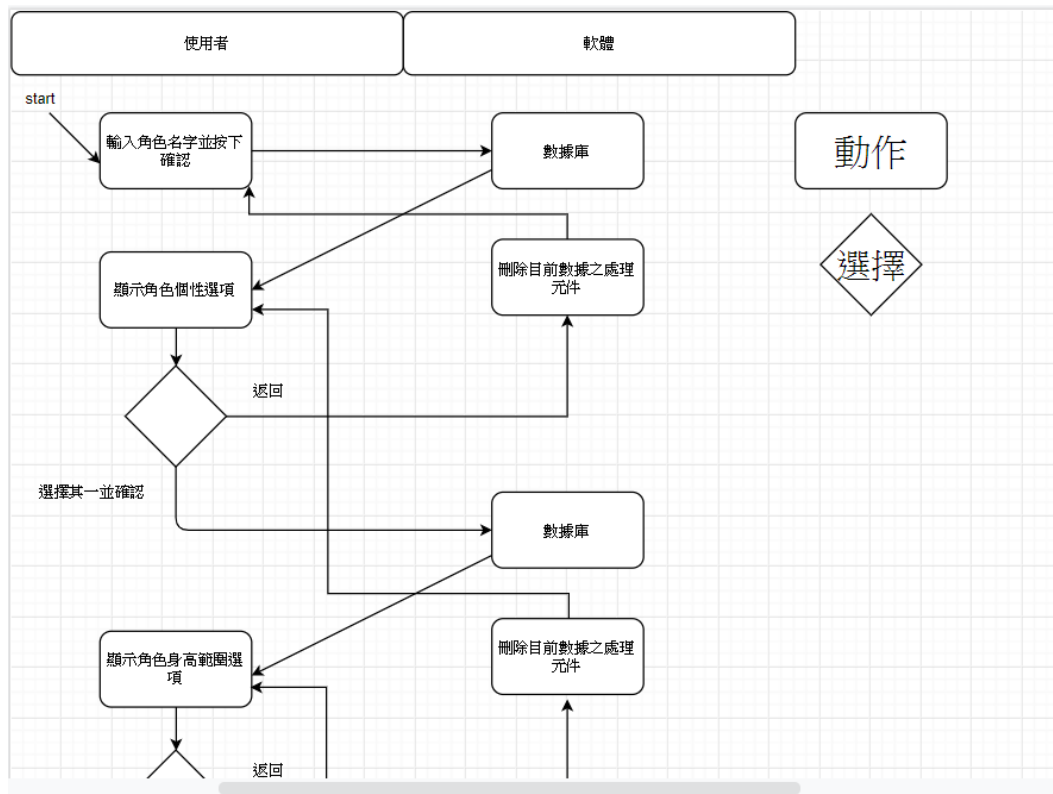 使用者
軟體
start
輸入角色名字並按下
確認
數據庫
動作
刪除目前數據之處理
元件
選擇
顯示角色個性選項
返回
選擇其一並確認
數據庫
刪除目前數據之處理
元件
顯示角色身高範圍選
項
返回